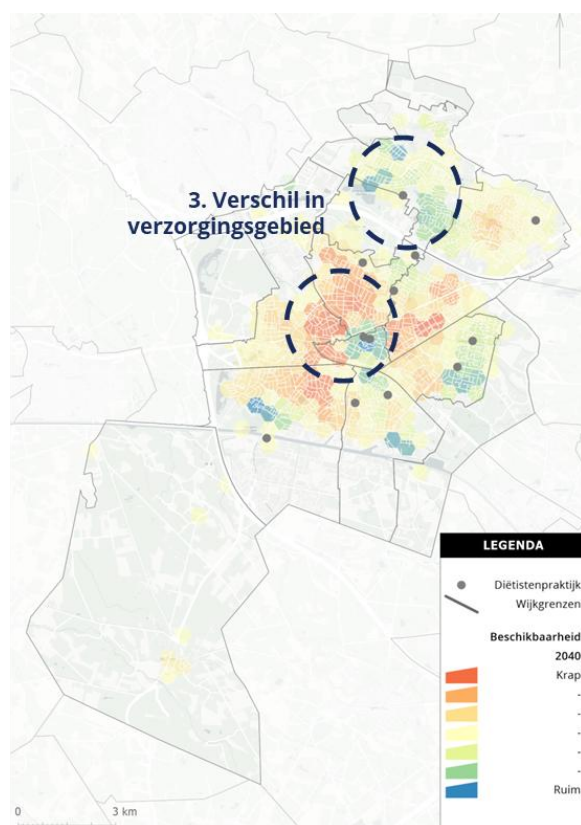 3. Verschil in
verzorgingsgebied
LEGENDA
Diëtistenpraktijk
Wijkgrenzen
Beschikbaarheid
2040
Krap
-
-
-
-
-
Ruim
0 3 km